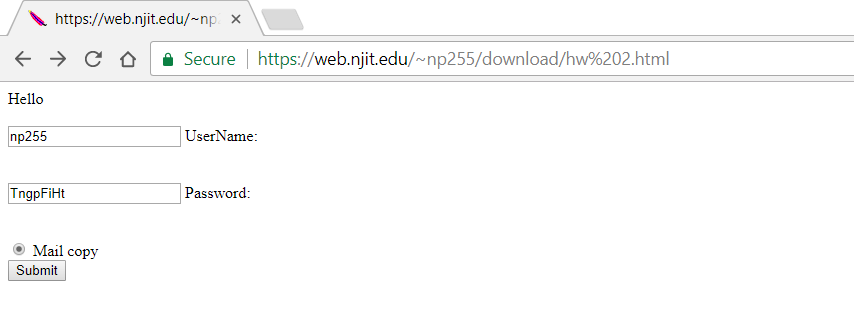 https://web.njit.edu/~np2
Secure https://web.njit.edu/~np255/download/hw%202.html
Hello
np255 UserName:
TngpFiHt Password:
Mail copy
Submit